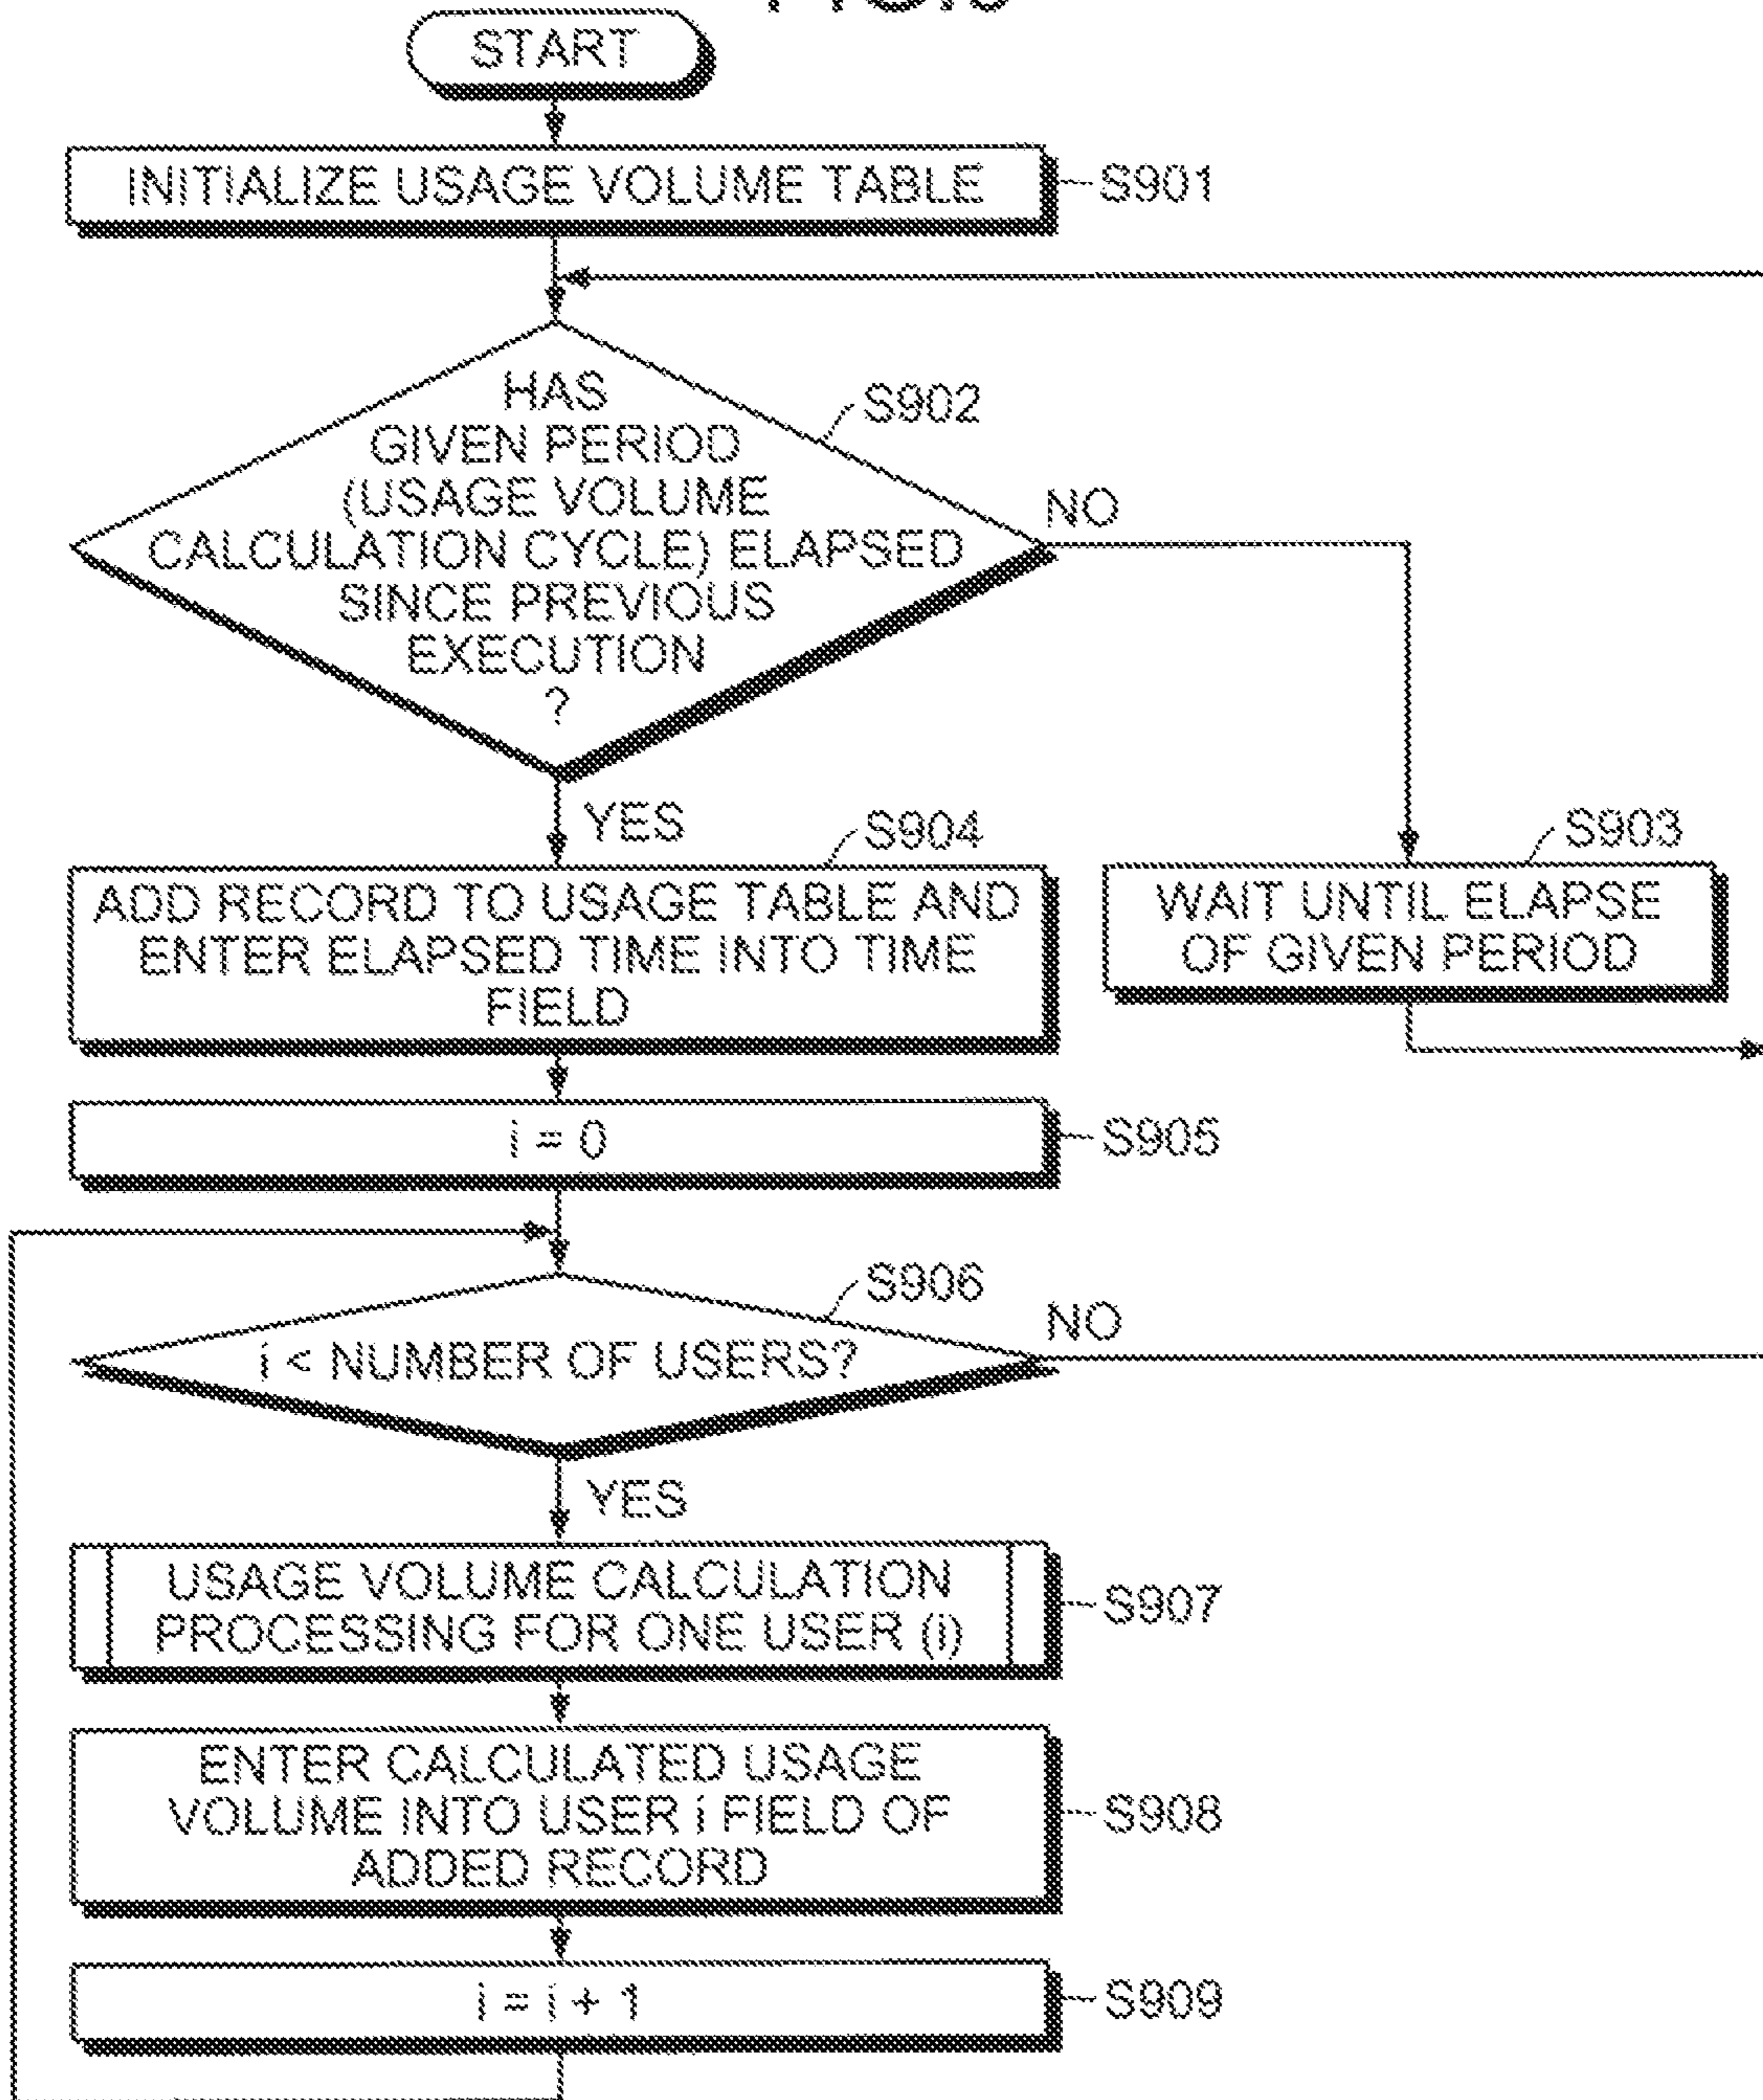 START
INITIALIZE USAGE VOLUME TABLE
S901
HAS
GIVEN PERIOD
(USAGE VOLUME
CALCULATION CYCLE) ELAPSED
SINCE PREVIOUS
EXECUTION
?
S902
NO
YES
S904
ADD RECORD TO USAGE TABLE AND
ENTER ELAPSED TIME INTO TIME
FIELD
S903
WAIT UNTIL ELAPSE
OF GIVEN PERIOD
i = 0
S905
S906
i < NUMBER OF USERS?
NO
YES
USAGE VOLUME CALCULATION
PROCESSING FOR ONE USER (i)
S907
ENTER CALCULATED USAGE
VOLUME INTO USER i FIELD OF
ADDED RECORD
S908
i = i + 1
S909